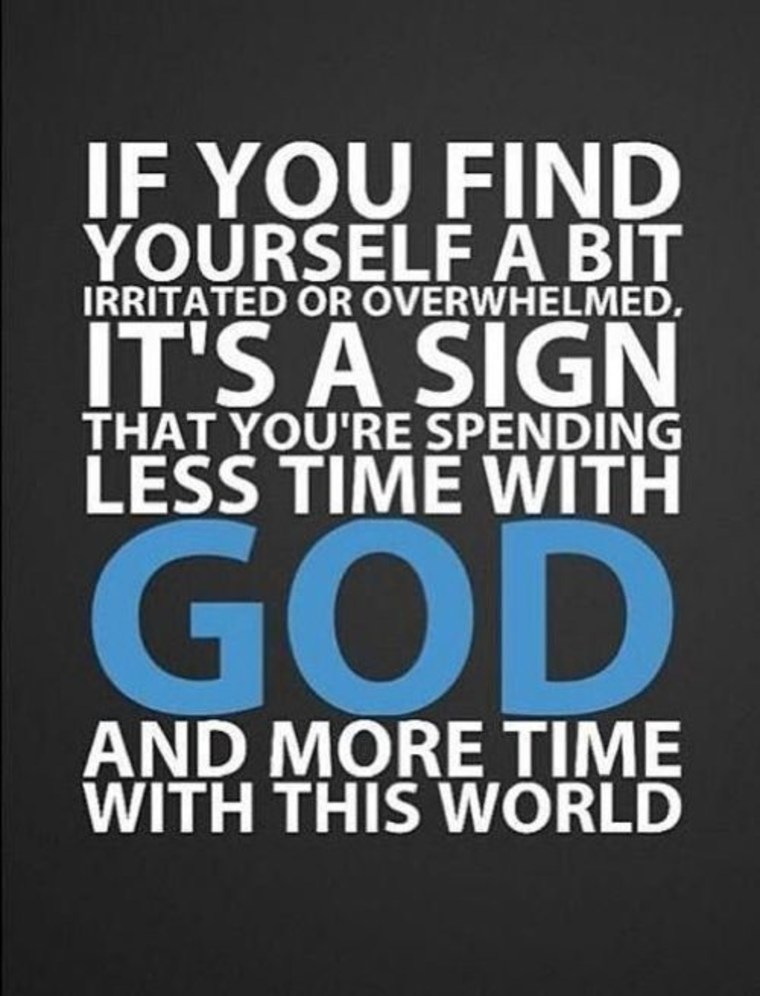 IF YOU FIND
YOURSELF A BIT
IRRITATED OR OVERWHELMED,
IT'S A SIGN
THAT YOU'RE SPENDING
LESS TIME WITH
GOD
AND MORE TIME
WITH THIS WORLD